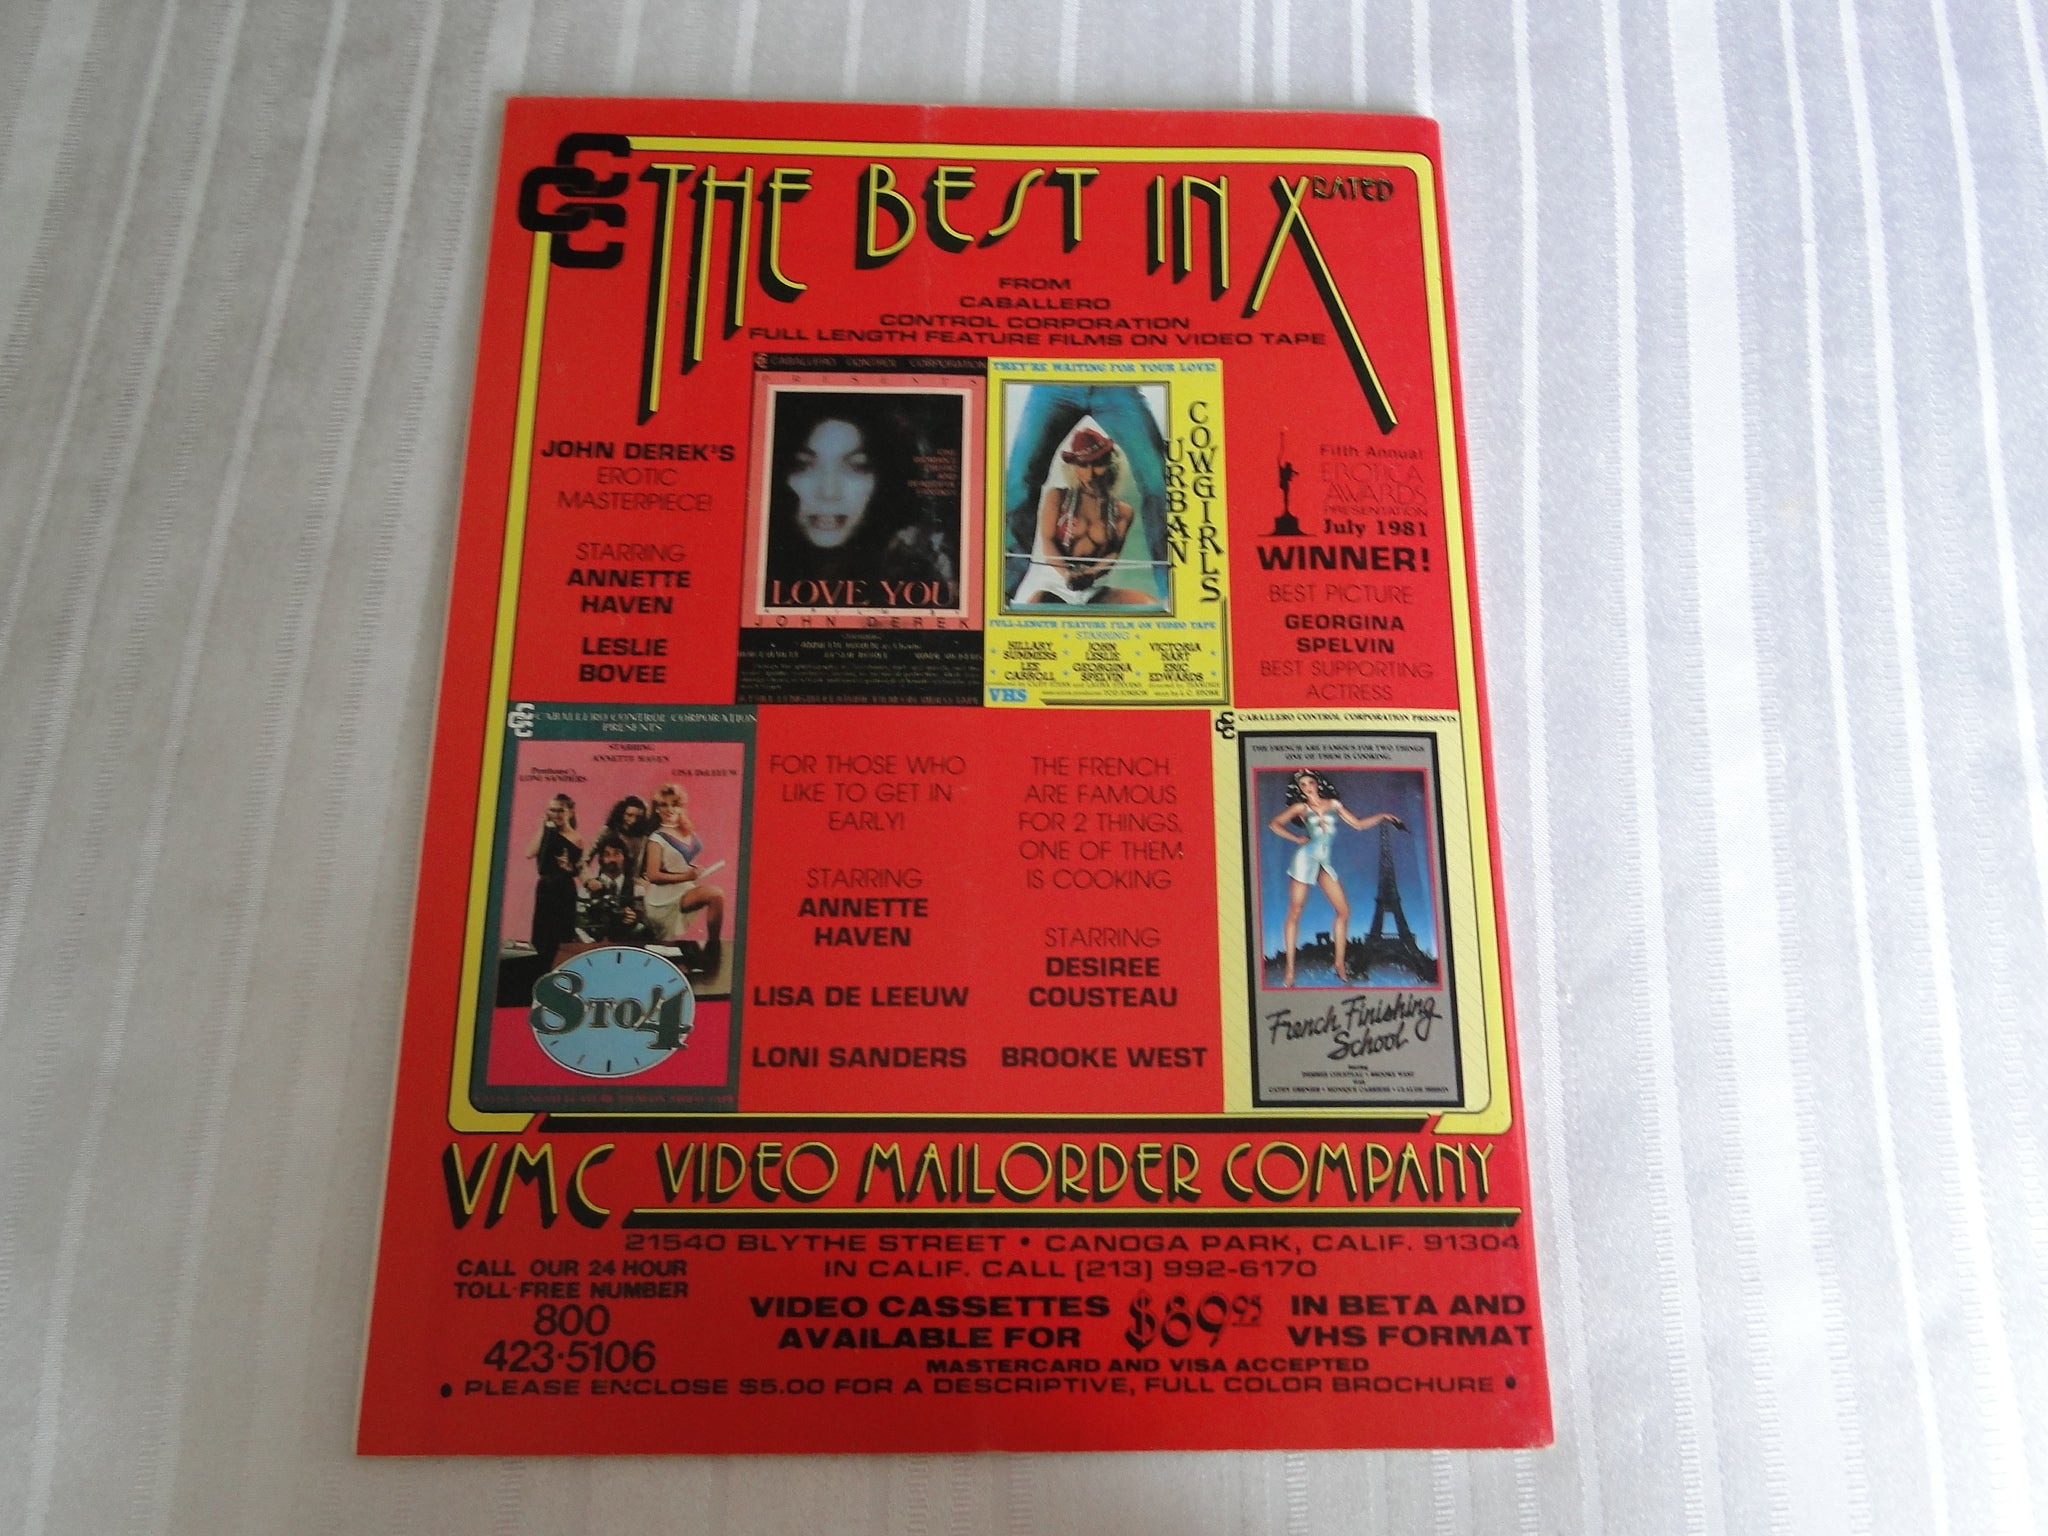 THE BEST IN X RATED
FROM
CABALLERO
CONTROL CORPORATION
FULL LENGTH FEATURE FILMS ON VIDEO TAPE
JOHN DEREK'S
EROTIC
MASTERPIECE!
STARRING
ANNETTE
HAVEN
LESLIE
BOVEE
CABALLERO CONTROL CORPORATION
PRESENTS
LOVE YOU
A FILM BY
JOHN DEREK
THEY'RE WAITING FOR YOUR LOVE!
URBAN
COWGIRLS
FULL-LENGTH FEATURE FILM ON VIDEO TAPE
STARRING
HILLARY SUMMERS
JOHN LESLIE
VICTORIA HART
LEE CARROLL
GEORGINA SPELVIN
ERIC EDWARDS
VHS
Fifth Annual
EROTICA
AWARDS
PRESENTATION
July 1981
WINNER!
BEST PICTURE
GEORGINA
SPELVIN
BEST SUPPORTING
ACTRESS
CABALLERO CONTROL CORPORATION
PRESENTS
STARRING
ANNETTE HAVEN
Penthouse's
LONI SANDERS
LISA DeLEEUW
8 TO 4
FOR THOSE WHO
LIKE TO GET IN
EARLY!
STARRING
ANNETTE
HAVEN
LISA DE LEEUW
LONI SANDERS
THE FRENCH
ARE FAMOUS
FOR 2 THINGS,
ONE OF THEM
IS COOKING
STARRING
DESIREE
COUSTEAU
BROOKE WEST
CABALLERO CONTROL CORPORATION PRESENTS
THE FRENCH ARE FAMOUS FOR TWO THINGS
ONE OF THEM IS COOKING.
French Finishing
School
Starring
DESIREE COUSTEAU • BROOKE WEST
With
VMC VIDEO MAILORDER COMPANY
21540 BLYTHE STREET • CANOGA PARK, CALIF. 91304
IN CALIF. CALL (213) 992-6170
CALL OUR 24 HOUR
TOLL-FREE NUMBER
800
423-5106
VIDEO CASSETTES
AVAILABLE FOR
$89.95
IN BETA AND
VHS FORMAT
MASTERCARD AND VISA ACCEPTED
• PLEASE ENCLOSE $5.00 FOR A DESCRIPTIVE, FULL COLOR BROCHURE •